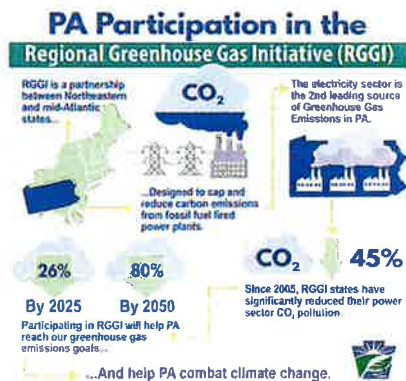 PA Participation in the
Regional Greenhouse Gas Initiative (RGGI)
RGGI is a partnership
between Northeastern
and mid-Atlantic
states...
CO₂
The electricity sector is
the 2nd leading source
of Greenhouse Gas
Emissions in PA.
...Designed to cap and
reduce carbon emissions
from fossil fuel fired
power plants.
26%
80%
By 2025
By 2050
Participating in RGGI will help PA
reach our greenhouse gas
emissions goals...
CO₂
45%
Since 2005, RGGI states have
significantly reduced their power
sector CO₂ pollution
...And help PA combat climate change.